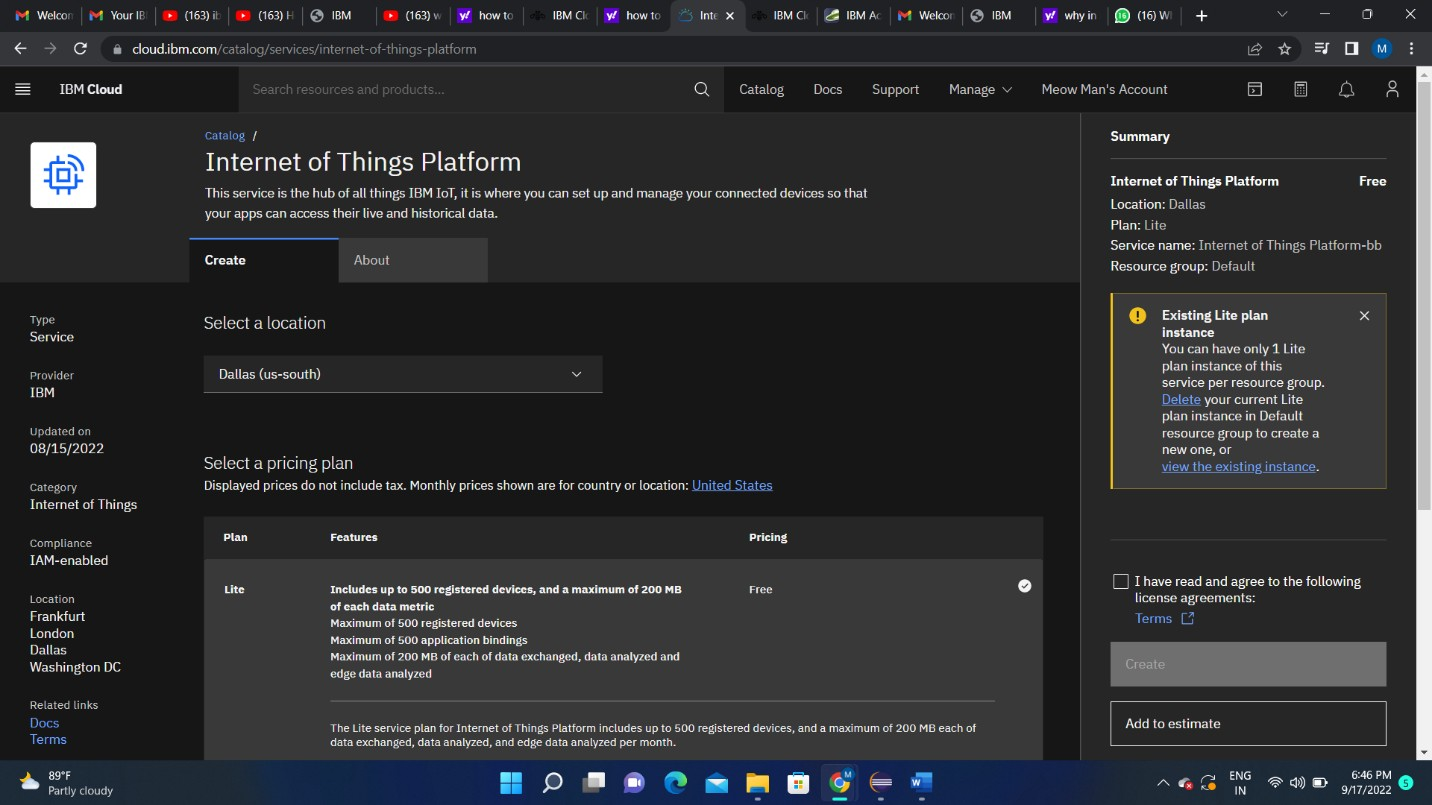 Welcon
Your IB
(163) ib
(163) H
IBM
(163) w
how to
IBM Clo
how to
Inte
IBM Clo
IBM Ac
Welcon
IBM
why in
(16) W
cloud.ibm.com/catalog/services/internet-of-things-platform
M
IBM Cloud
Search resources and products...
Catalog
Docs
Support
Manage
Meow Man's Account
Catalog /
Internet of Things Platform
This service is the hub of all things IBM IoT, it is where you can set up and manage your connected devices so that
your apps can access their live and historical data.
Create
About
Type
Service
Provider
IBM
Updated on
08/15/2022
Category
Internet of Things
Compliance
IAM-enabled
Location
Frankfurt
London
Dallas
Washington DC
Related links
Docs
Terms
Select a location
Dallas (us-south)
Select a pricing plan
Displayed prices do not include tax. Monthly prices shown are for country or location: United States
Plan Features Pricing
Lite
Includes up to 500 registered devices, and a maximum of 200 MB
of each data metric
Maximum of 500 registered devices
Maximum of 500 application bindings
Maximum of 200 MB of each of data exchanged, data analyzed and
edge data analyzed
Free
The Lite service plan for Internet of Things Platform includes up to 500 registered devices, and a maximum of 200 MB each of
data exchanged, data analyzed, and edge data analyzed per month.
Summary
Internet of Things Platform Free
Location: Dallas
Plan: Lite
Service name: Internet of Things Platform-bb
Resource group: Default
Existing Lite plan
instance
You can have only 1 Lite
plan instance of this
service per resource group.
Delete your current Lite
plan instance in Default
resource group to create a
new one, or
view the existing instance.
I have read and agree to the following
license agreements:
Terms
Create
Add to estimate
89°F
Partly cloudy
ENG
IN
6:46 PM
9/17/2022
5